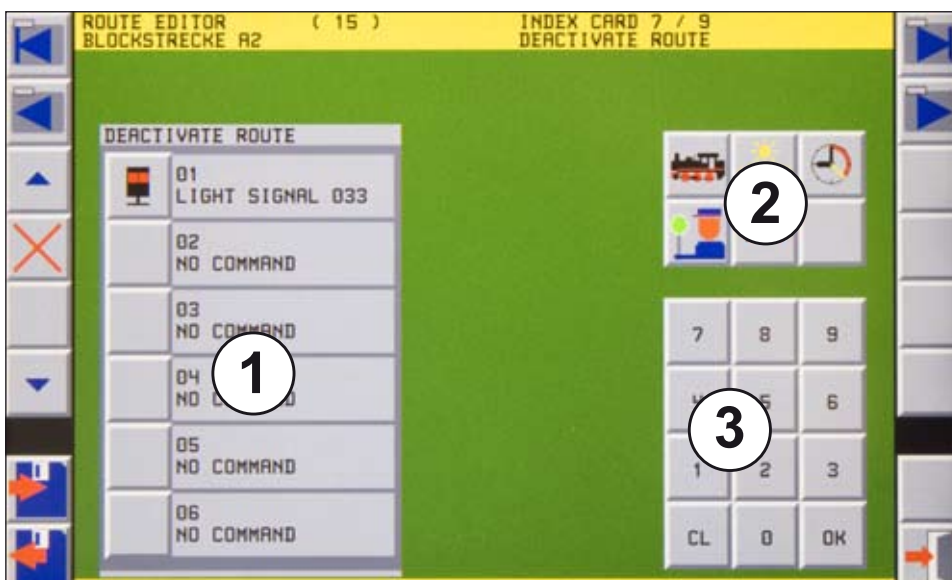 ROUTE EDITOR ( 15 ) INDEX CARD 7 / 9
BLOCKSTRECKE A2 DEACTIVATE ROUTE
DEACTIVATE ROUTE
01
LIGHT SIGNAL 033
02
NO COMMAND
03
NO COMMAND
04
NO
05
NO COMMAND
06
NO COMMAND
1
2
7 8 9
6
3
1 2 3
CL 0 OK